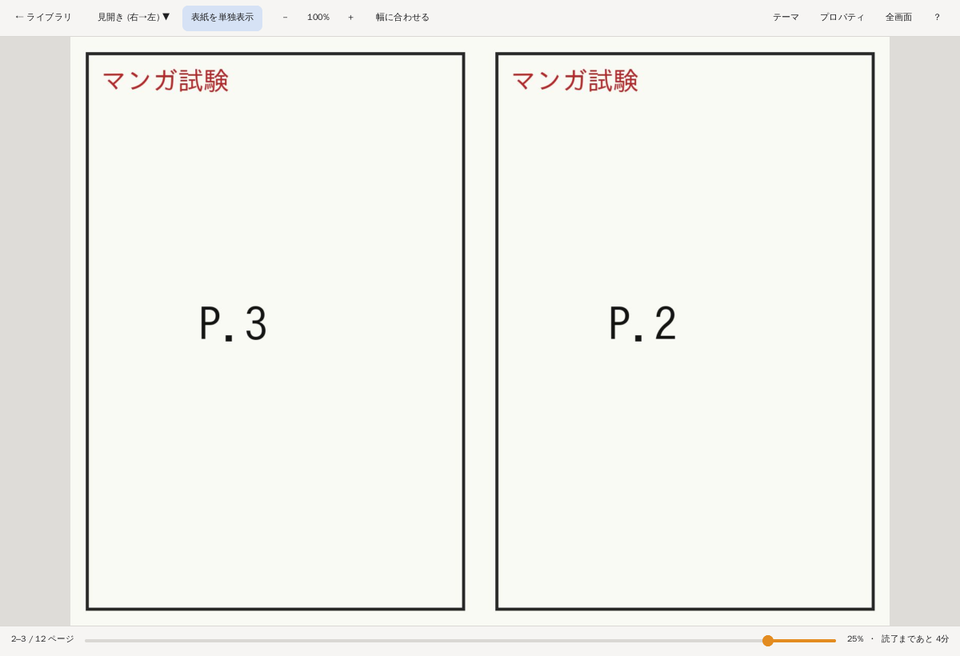 ← ライブラリ
見開き (右→左) ▼
表紙を単独表示
−
100%
+
幅に合わせる
テーマ
プロパティ
全画面
?
マンガ試験
P.2
マンガ試験
P.3
2–3 / 12 ページ
25% ・ 読了まであと 4分